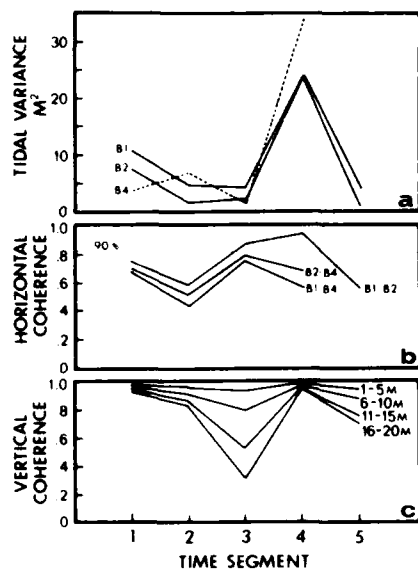 TIDAL VARIANCE
M²
30
20
10
5
0
B1
B2
B4
a
HORIZONTAL
COHERENCE
1.0
.8
.6
.4
.2
0
90%
B2·B4
B1·B4
B1·B2
b
VERTICAL
COHERENCE
1.0
.8
.6
.4
.2
0
1-5M
6-10M
11-15M
16-20M
c
1 2 3 4 5
TIME SEGMENT